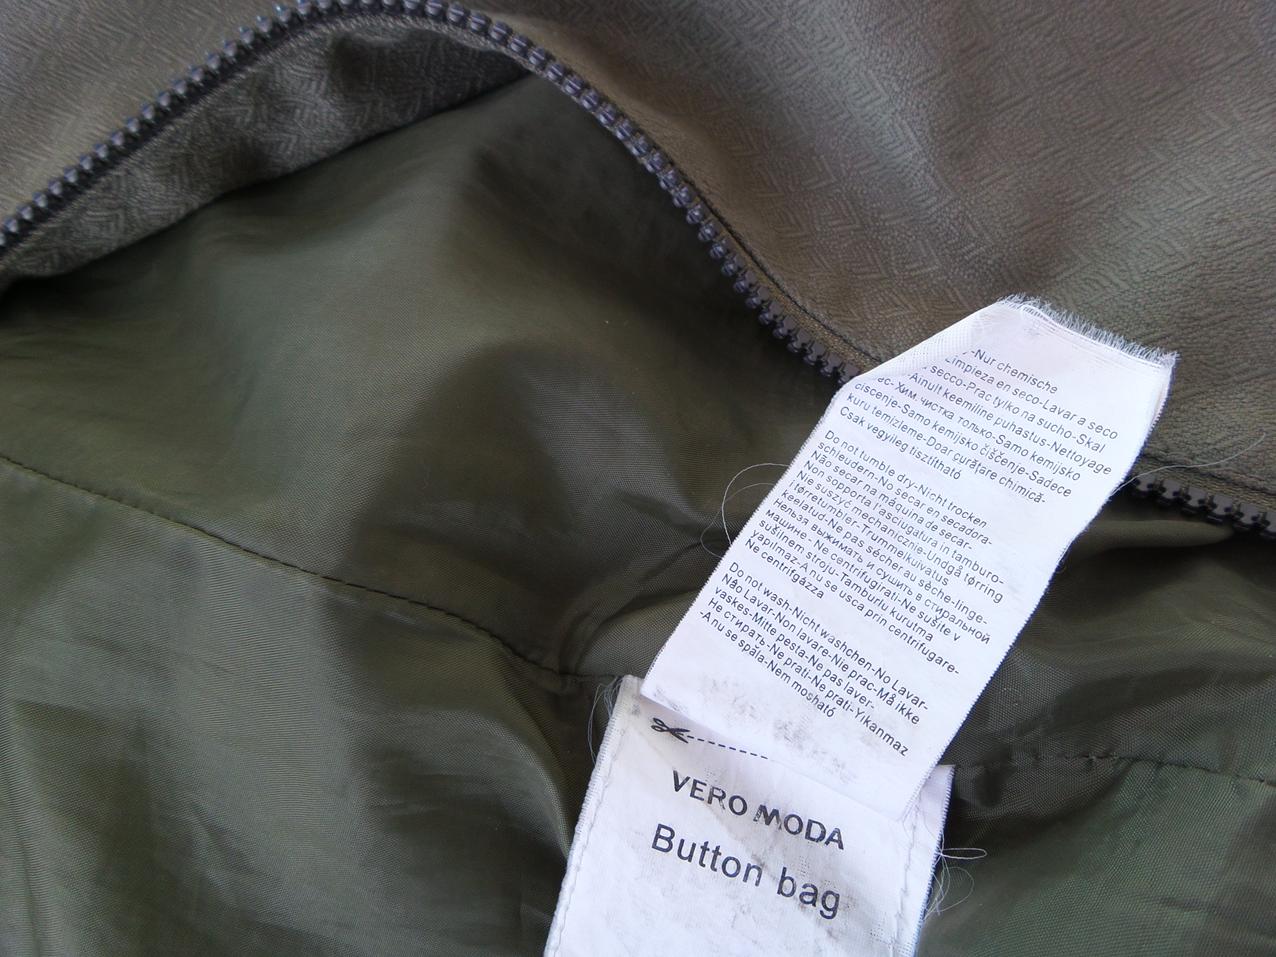 -Nur chemische
Limpieza en seco-Lavar a seco
secco-Prac tylko na sucho-Skal
-Ainult keemiline puhastus-Nettoyage
sec-Хим. чистка только-Samo kemijsko
ciscenje-Samo kemijsko čiščenje-Sadece
kuru temizleme-Doar curăţare chimică-
Csak vegyileg tisztítható
Do not tumble dry-Nicht trocken
schleudern-No secar en secadora-
Não secar na máquina de secar-
Non sopporta l'asciugatura in tamburo-
Nie suszyć mechanicznie-Undgå tørring
i tørretumbler-Trummelkuivatus
keelatud-Ne pas sécher au sèche-linge-
Нельзя выжимать и сушить в стиральной
машине-Ne centrifugirati-Ne sušite v
sušilnem stroju-Tamburlu kurutma
yapılmaz-A nu se usca prin centrifugare-
Ne centrifgázza
Do not wash-Nicht washchen-No Lavar-
Não Lavar-Non lavare-Nie prac-Må ikke
vaskes-Mitte pesta-Ne pas laver-
Не стирать-Ne prati-Ne prati-Yikanmaz
-A nu se spăla-Nem mosható
VERO MODA
Button bag